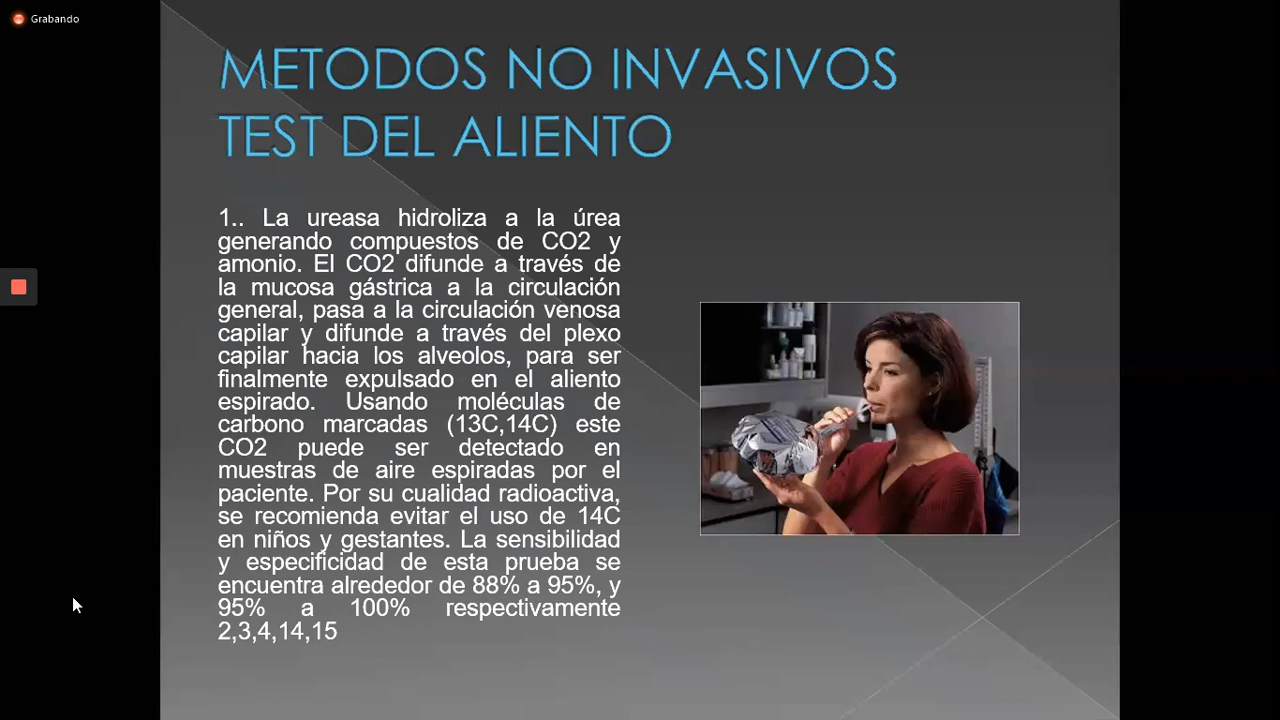 Grabando
METODOS NO INVASIVOS
TEST DEL ALIENTO
1.. La ureasa hidroliza a la úrea
generando compuestos de CO2 y
amonio. El CO2 difunde a través de
la mucosa gástrica a la circulación
general, pasa a la circulación venosa
capilar y difunde a través del plexo
capilar hacia los alveolos, para ser
finalmente expulsado en el aliento
espirado. Usando moléculas de
carbono marcadas (13C,14C) este
CO2 puede ser detectado en
muestras de aire espiradas por el
paciente. Por su cualidad radioactiva,
se recomienda evitar el uso de 14C
en niños y gestantes. La sensibilidad
y especificidad de esta prueba se
encuentra alrededor de 88% a 95%, y
95% a 100% respectivamente
2,3,4,14,15